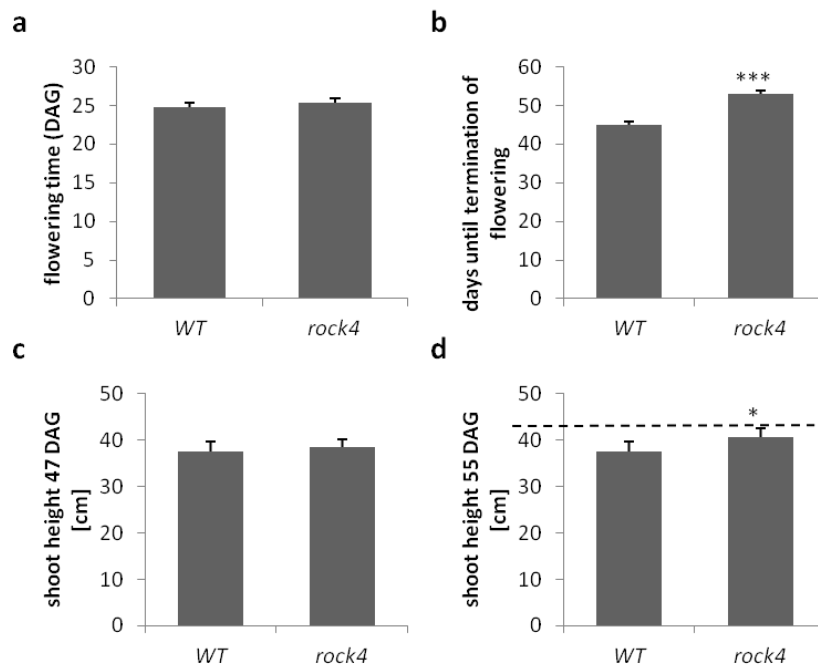 a
flowering time (DAG)
30
25
20
15
10
5
0
WT
rock4
b
days until termination of
flowering
60
50
40
30
20
10
0
***
WT
rock4
c
shoot height 47 DAG
[cm]
50
40
30
20
10
0
WT
rock4
d
shoot height 55 DAG
[cm]
50
40
30
20
10
0
*
WT
rock4